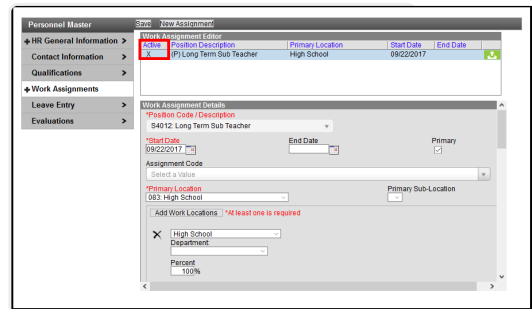 Personnel Master
Save New Assignment
HR General Information >
Contact Information >
Qualifications >
Work Assignments
Leave Entry >
Evaluations >
Work Assignment Editor
Active Position Description Primary Location Start Date End Date
X (P) Long Term Sub Teacher High School 09/22/2017
Work Assignment Details
*Position Code / Description
S4012: Long Term Sub Teacher
*Start Date End Date Primary
09/22/2017
Assignment Code
Select a Value
*Primary Location Primary Sub-Location
083: High School
Add Work Locations *At least one is required
High School
Department
Percent
100%